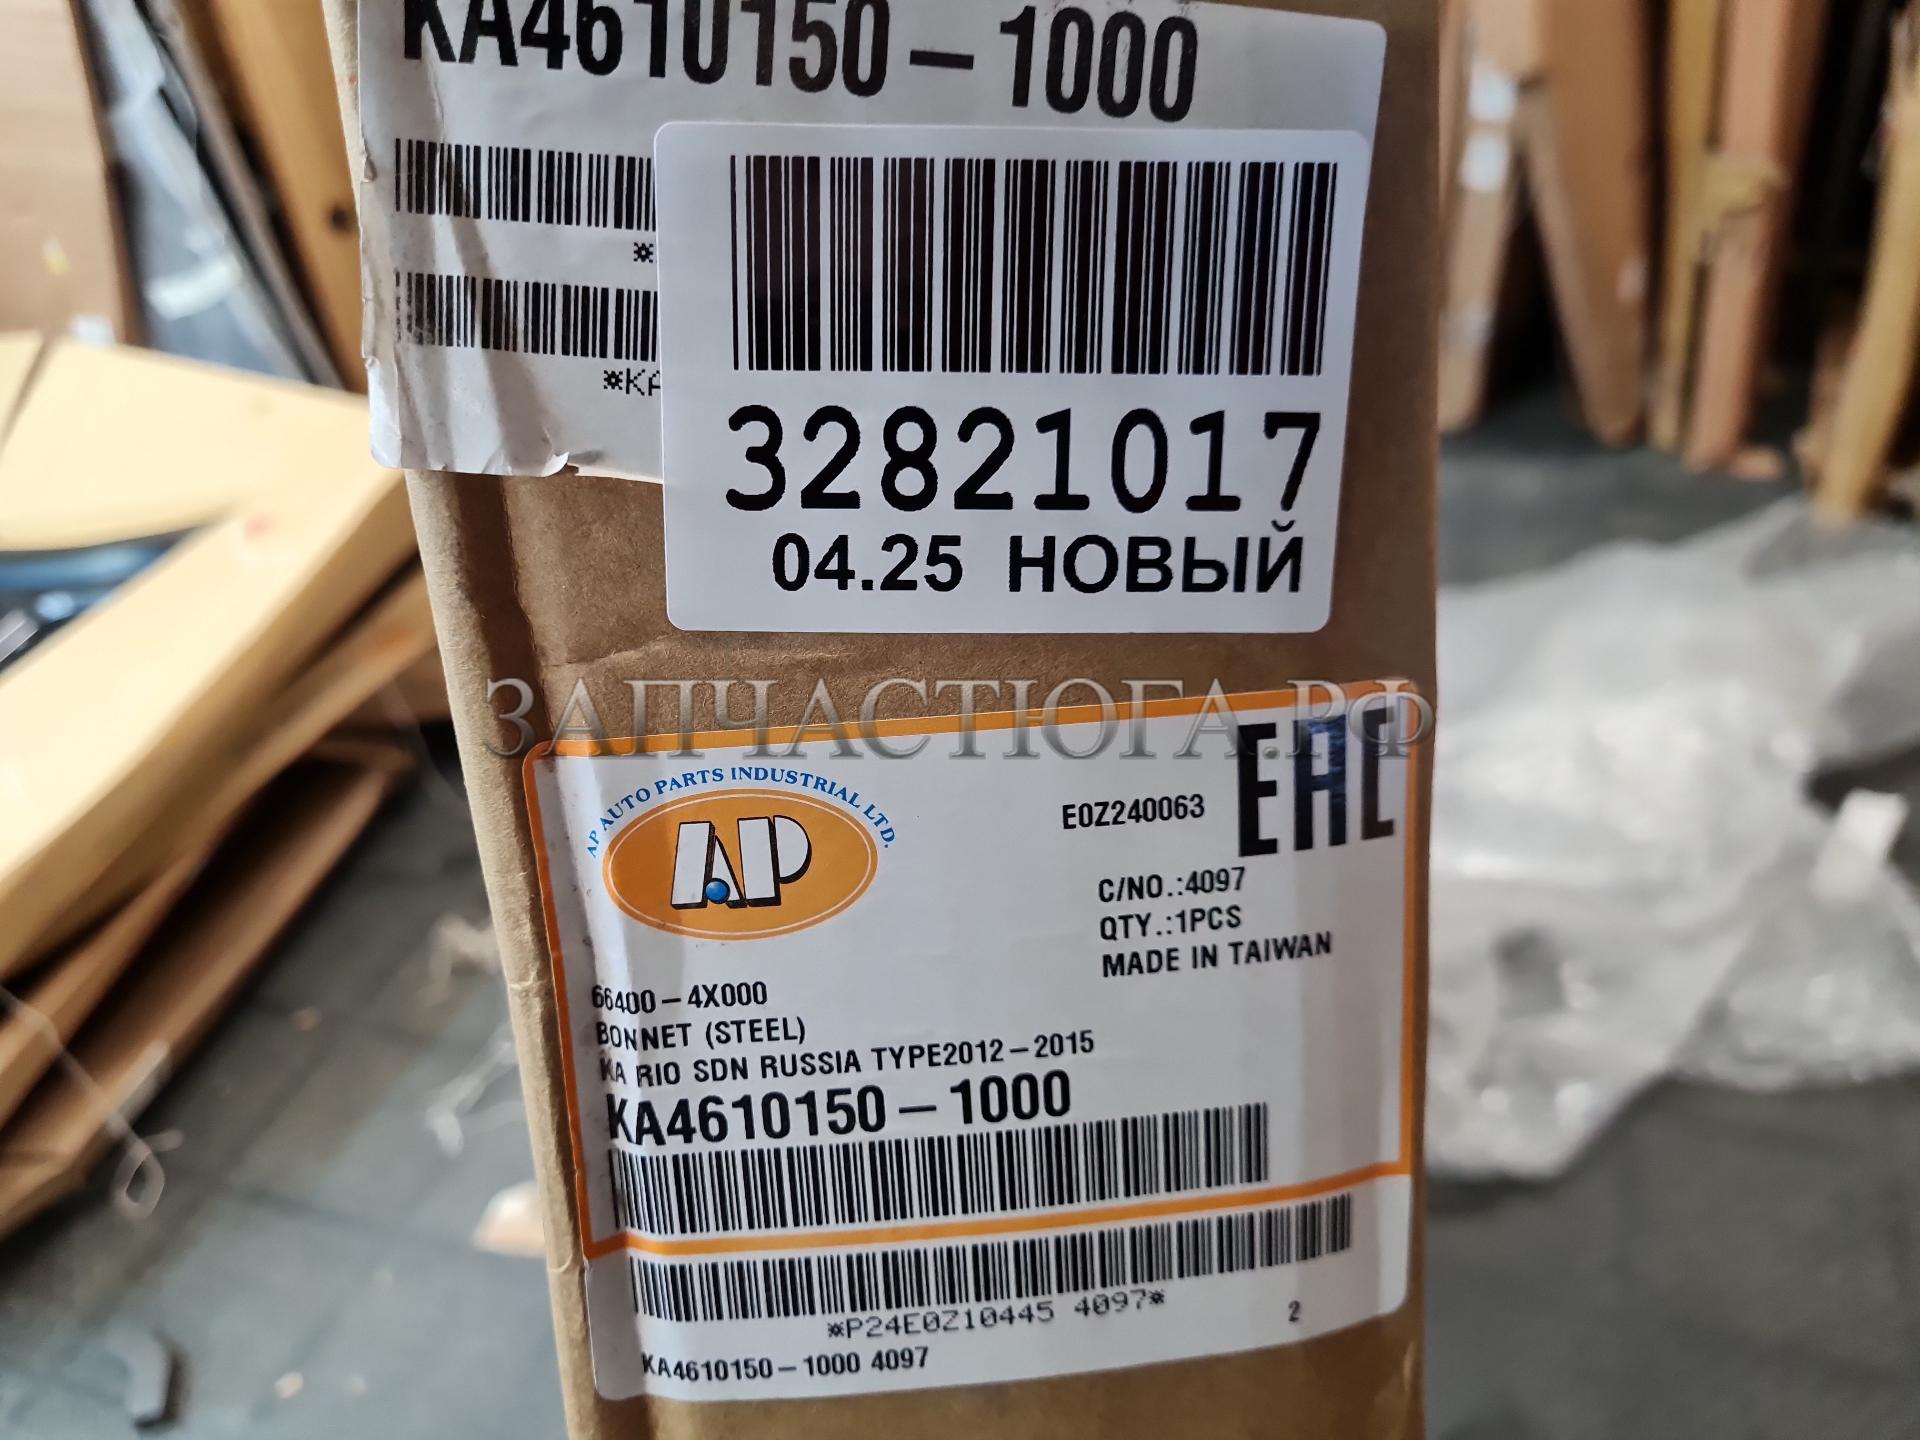 KA4610150-1000
*
*KA
32821017
04.25 НОВЫЙ
ЗАПЧАСТЮГА.РФ
AP AUTO PARTS INDUSTRIAL LTD.
AP
E0Z240063
EAC
C/NO.:4097
QTY.:1PCS
MADE IN TAIWAN
66400-4X000
BONNET (STEEL)
KA RIO SDN RUSSIA TYPE2012-2015
KA4610150-1000
*P24E0Z10445 4097*
2
KA4610150-1000 4097